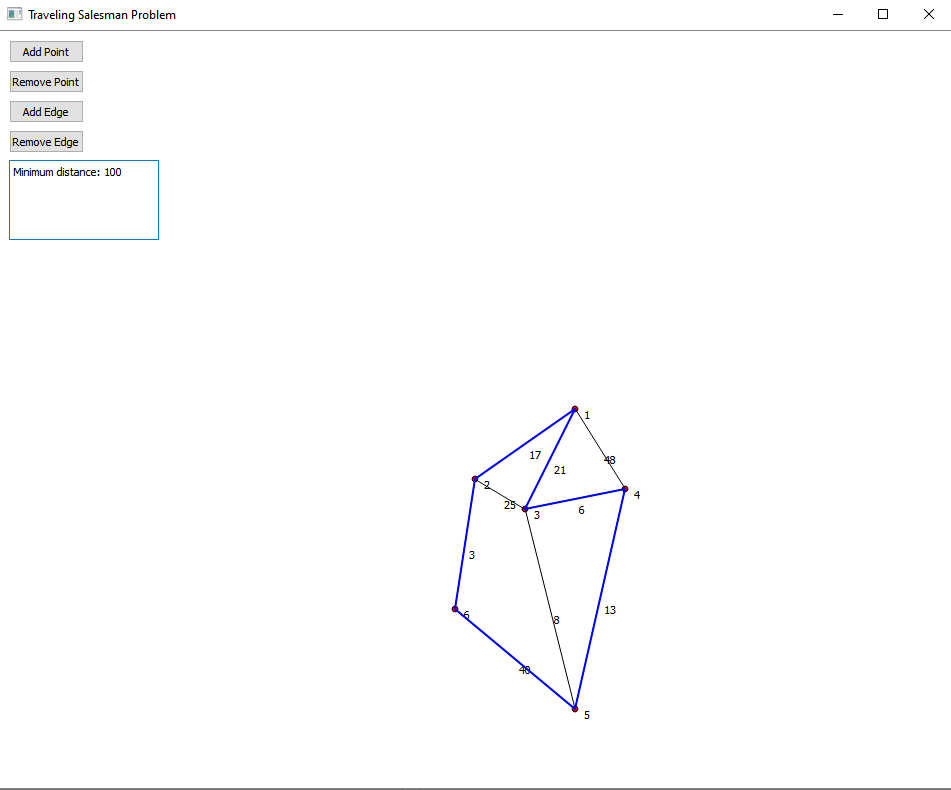 Traveling Salesman Problem
Add Point
Remove Point
Add Edge
Remove Edge
Minimum distance: 100
1
17
48
21
2
4
25
3
6
3
13
6
8
40
5